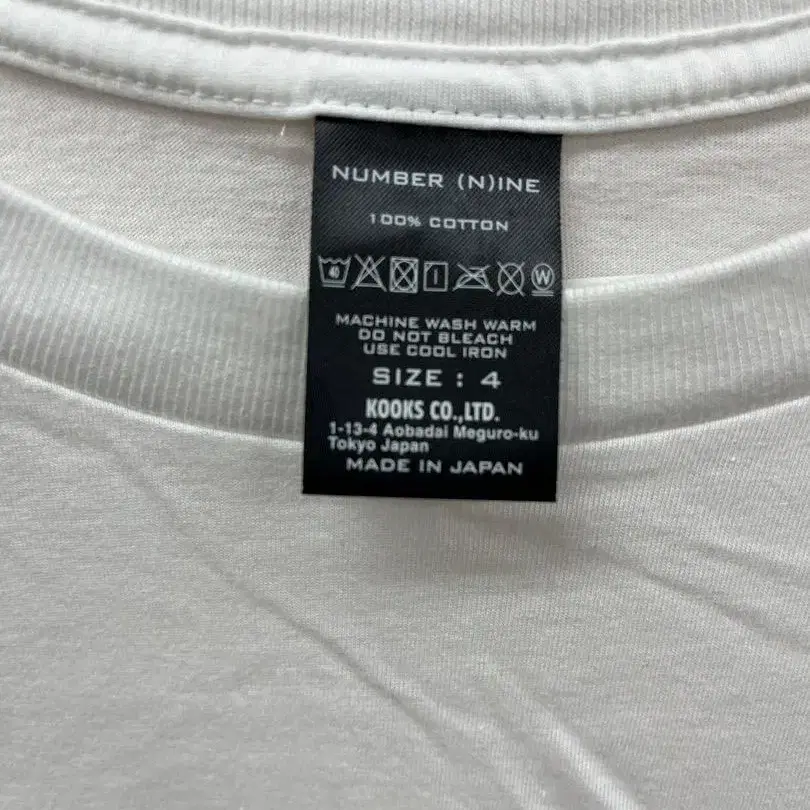 NUMBER (N)INE
100% COTTON
40 W
MACHINE WASH WARM
DO NOT BLEACH
USE COOL IRON
SIZE : 4
KOOKS CO.,LTD.
1-13-4 Aobadai Meguro-ku
Tokyo Japan
MADE IN JAPAN